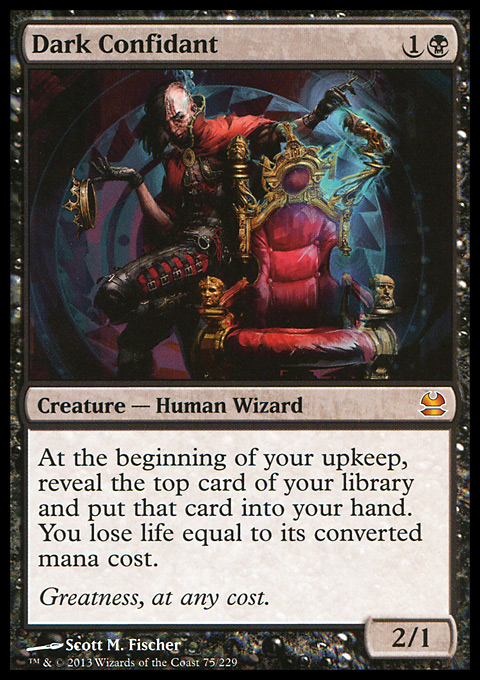 Dark Confidant 1
Creature — Human Wizard
At the beginning of your upkeep,
reveal the top card of your library
and put that card into your hand.
You lose life equal to its converted
mana cost.
Greatness, at any cost.
2/1
Scott M. Fischer
™ & © 2013 Wizards of the Coast 75/229